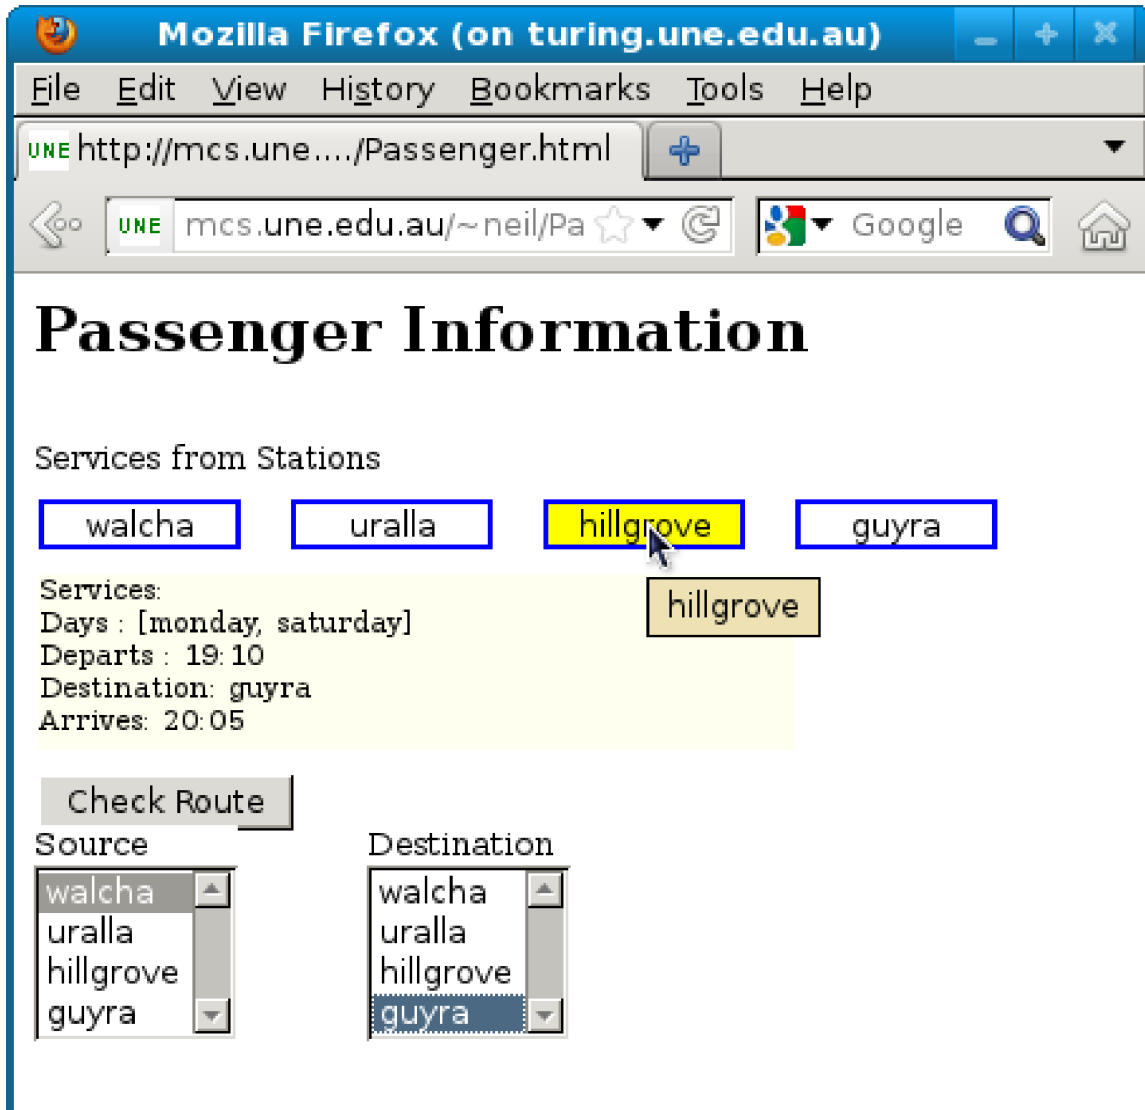 Mozilla Firefox (on turing.une.edu.au)
File Edit View History Bookmarks Tools Help
UNE http://mcs.une..../Passenger.html
UNE mcs.une.edu.au/~neil/Pa Google
Passenger Information
Services from Stations
walcha uralla hillgrove guyra
Services:
hillgrove
Days : [monday, saturday]
Departs : 19:10
Destination: guyra
Arrives: 20:05
Check Route
Source Destination
walcha walcha
uralla uralla
hillgrove hillgrove
guyra guyra